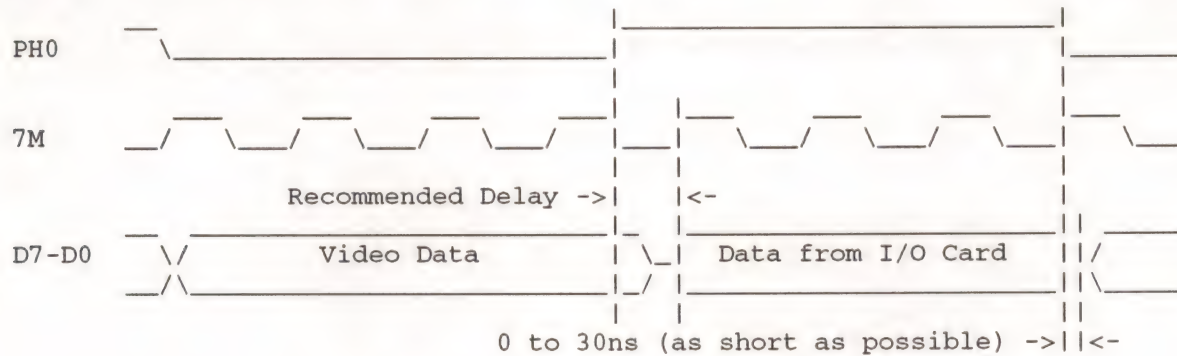 PH0
7M
Recommended Delay ->|<-
D7-D0 Video Data Data from I/O Card
0 to 30ns (as short as possible) ->||<-